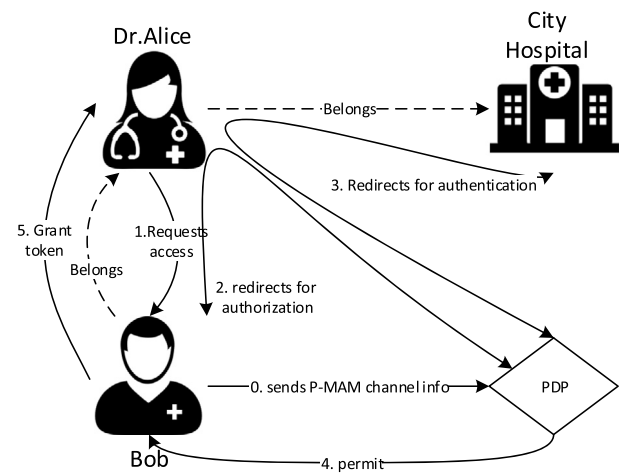 Dr.Alice
City
Hospital
Belongs
3. Redirects for authentication
5. Grant
token
1.Requests
access
Belongs
2. redirects for
authorization
0. sends P-MAM channel info
PDP
Bob
4. permit